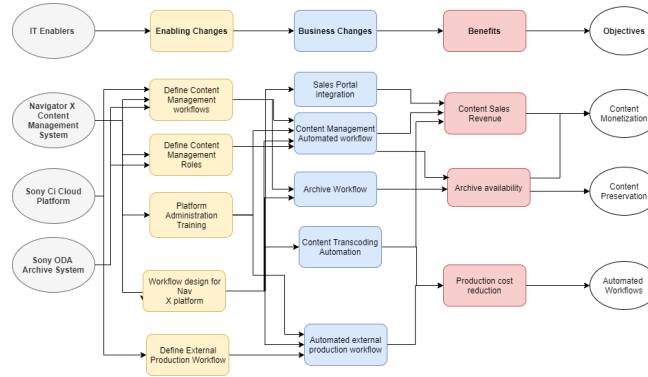 IT Enablers
Enabling Changes
Business Changes
Benefits
Objectives
Navigator X
Content
Management
System
Define Content
Management
workflows
Sales Portal
integration
Content Sales
Revenue
Content
Monetization
Define Content
Management
Roles
Content Management
Automated workflow
Sony Ci Cloud
Platform
Platform
Administration
Training
Archive Workflow
Archive availability
Content
Preservation
Sony ODA
Archive System
Workflow design for
Nav
X platform
Content Transcoding
Automation
Production cost
reduction
Automated
Workflows
Define External
Production Workflow
Automated external
production workflow